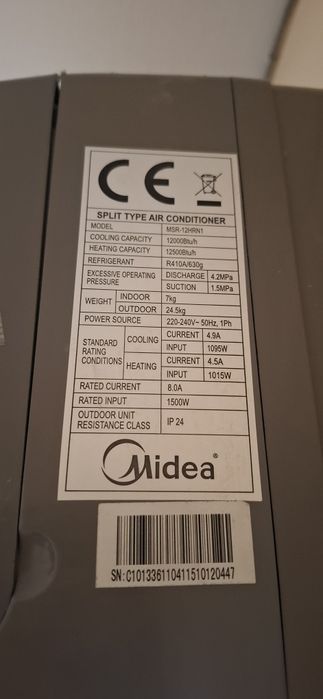 CE
SPLIT TYPE AIR CONDITIONER
MODEL MSR-12HRN1
COOLING CAPACITY 12000Btu/h
HEATING CAPACITY 12500Btu/h
REFRIGERANT R410A/630g
EXCESSIVE OPERATING PRESSURE DISCHARGE 4.2MPa
SUCTION 1.5MPa
WEIGHT INDOOR 7kg
OUTDOOR 24.5kg
POWER SOURCE 220-240V~ 50Hz, 1Ph
STANDARD RATING CONDITIONS COOLING CURRENT 4.9A
INPUT 1095W
HEATING CURRENT 4.5A
INPUT 1015W
RATED CURRENT 8.0A
RATED INPUT 1500W
OUTDOOR UNIT RESISTANCE CLASS IP 24
Midea®
SN: C101336110411510120447